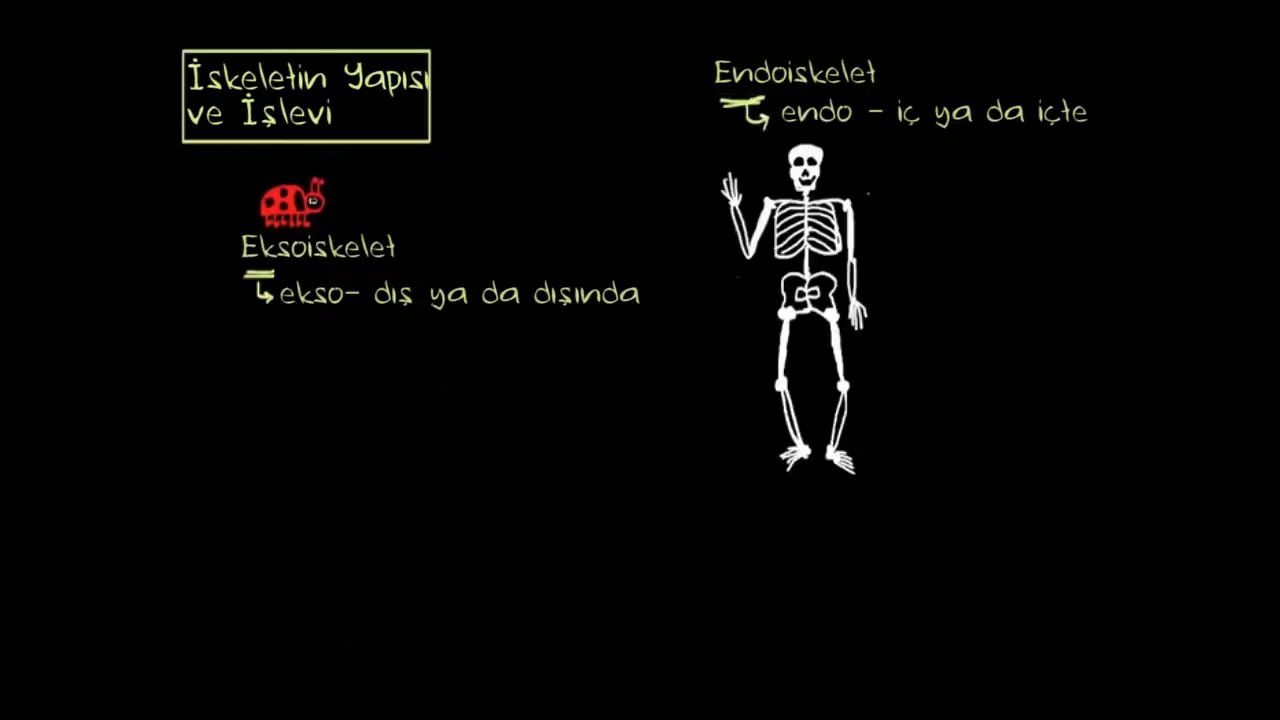 İskeletin Yapısı
ve İşlevi
Eksoiskelet
ekso- dış ya da dışında
Endoiskelet
endo - iç ya da içte